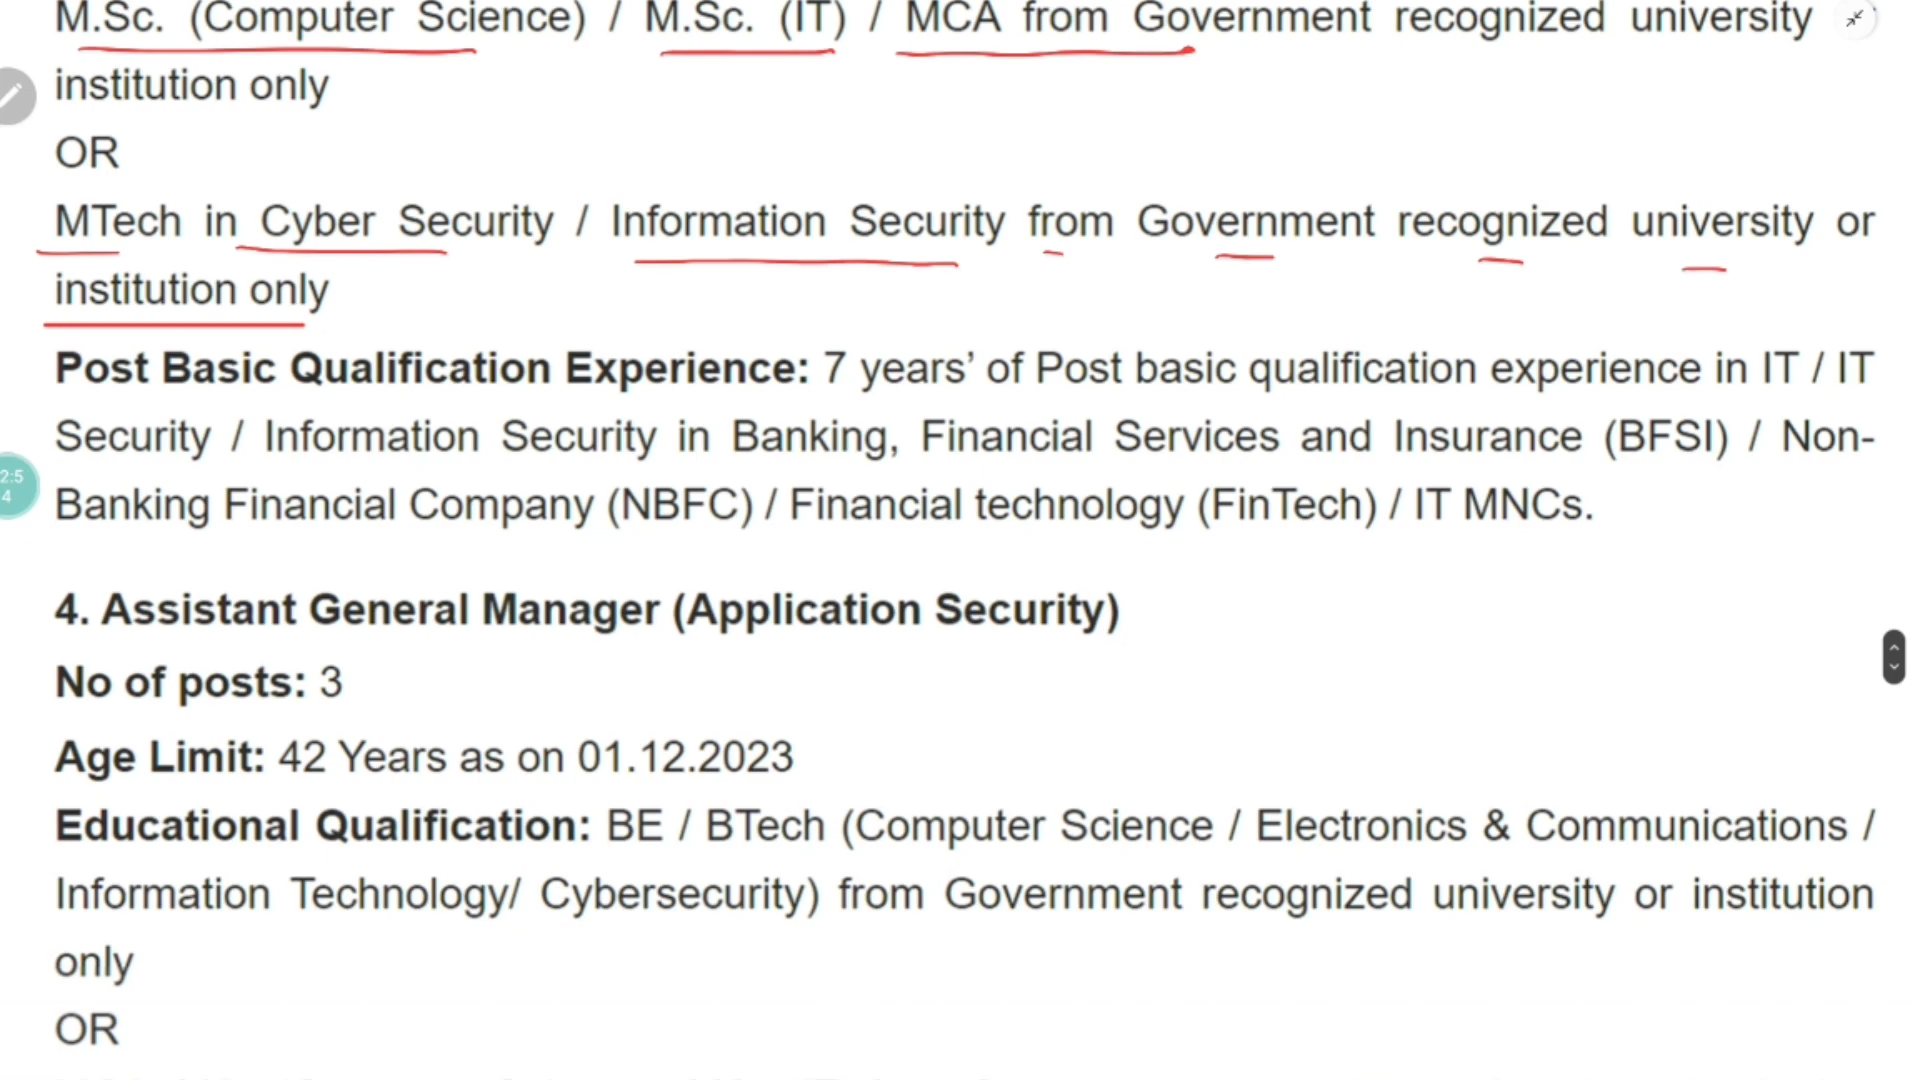 M.Sc. (Computer Science) / M.Sc. (IT) / MCA from Government recognized university
institution only
OR
MTech in Cyber Security / Information Security from Government recognized university or
institution only
Post Basic Qualification Experience: 7 years’ of Post basic qualification experience in IT / IT
Security / Information Security in Banking, Financial Services and Insurance (BFSI) / Non-
2:5
4
Banking Financial Company (NBFC) / Financial technology (FinTech) / IT MNCs.
4. Assistant General Manager (Application Security)
No of posts: 3
Age Limit: 42 Years as on 01.12.2023
Educational Qualification: BE / BTech (Computer Science / Electronics & Communications /
Information Technology/ Cybersecurity) from Government recognized university or institution
only
OR